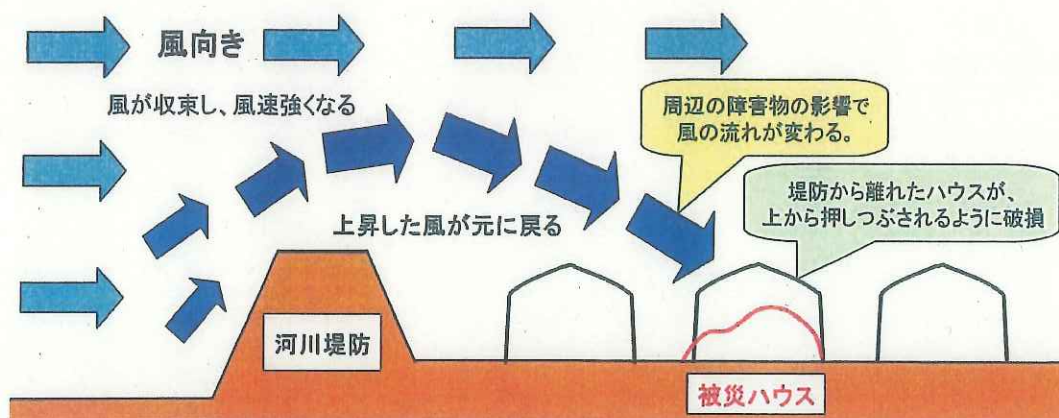 風向き
風が収束し、風速強くなる
周辺の障害物の影響で
風の流れが変わる。
堤防から離れたハウスが、
上から押しつぶされるように破損
上昇した風が元に戻る
河川堤防
被災ハウス